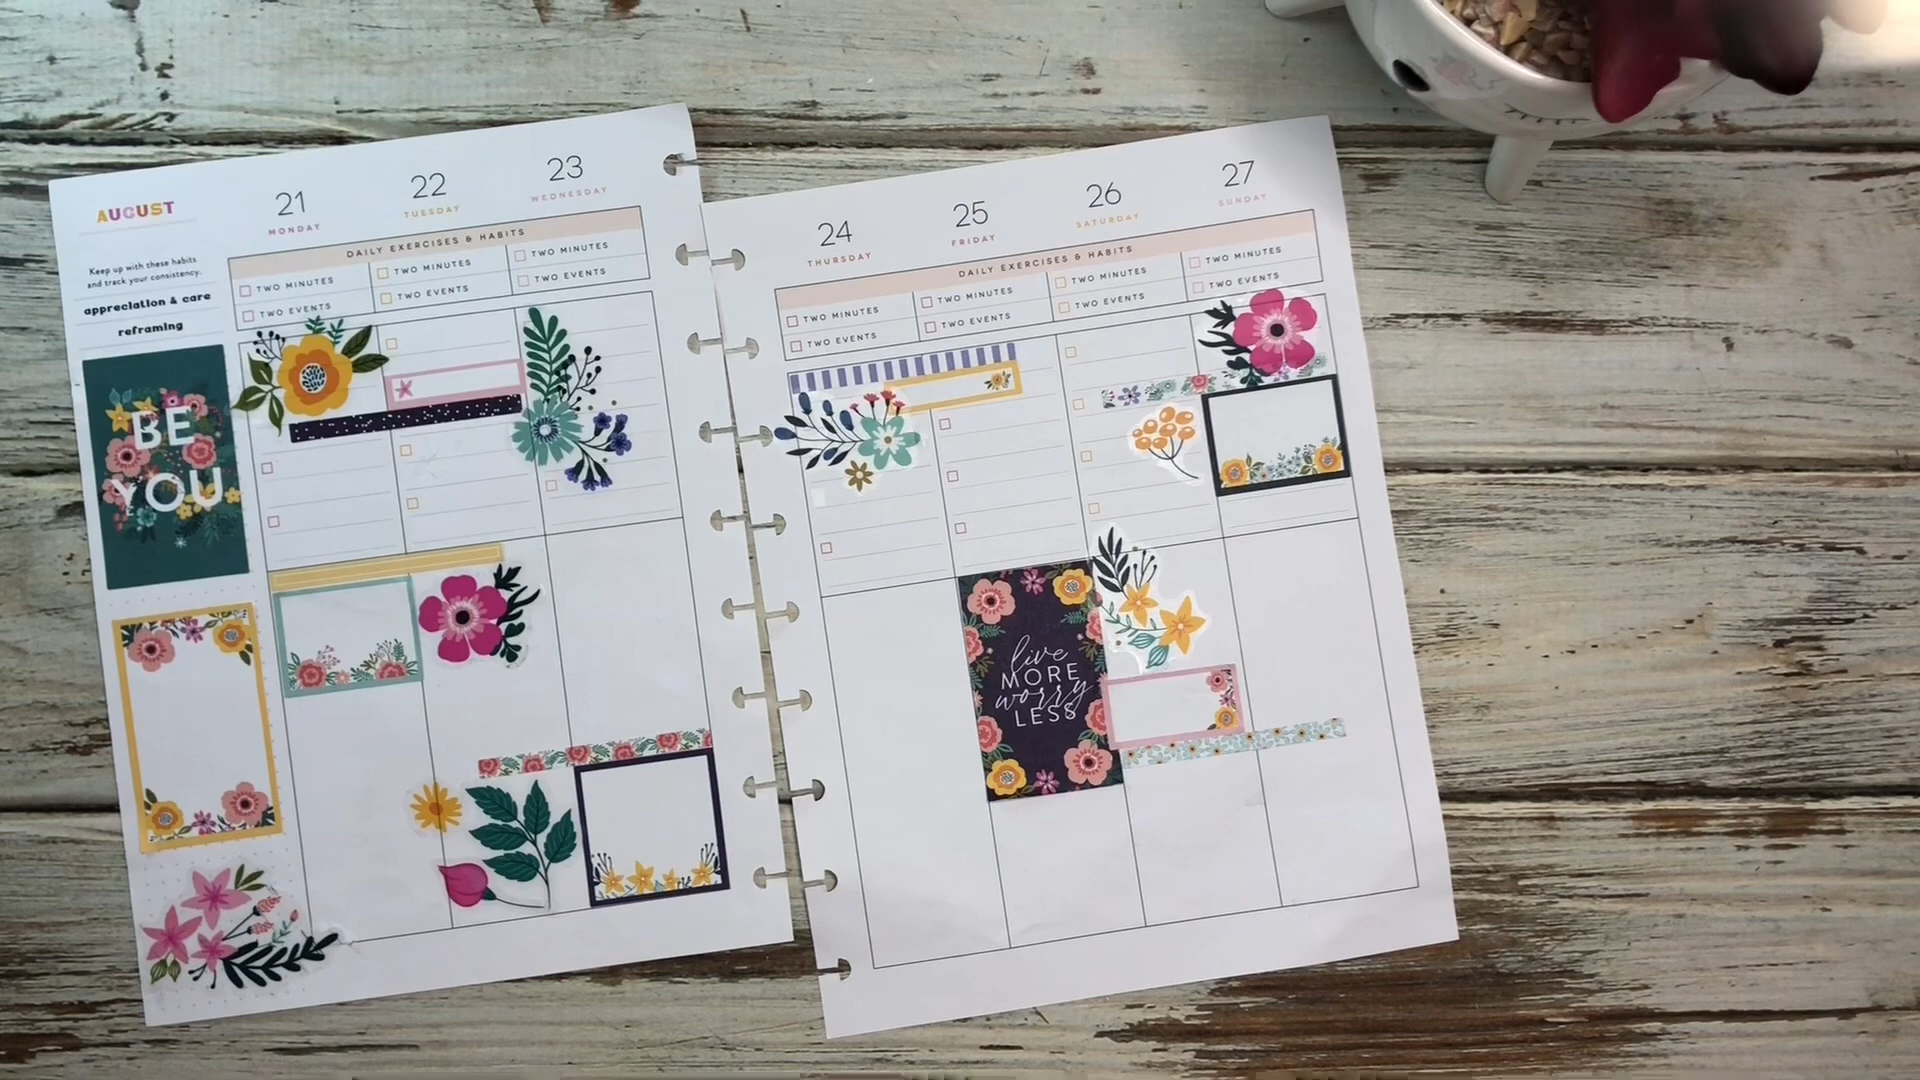 AUGUST
Keep up with these habits
and track your consistency.
appreciation & care
reframing
BE
YOU
21
MONDAY
22
TUESDAY
23
WEDNESDAY
DAILY EXERCISES & HABITS
TWO MINUTES
TWO EVENTS
TWO MINUTES
TWO EVENTS
TWO MINUTES
TWO EVENTS
24
THURSDAY
25
FRIDAY
26
SATURDAY
27
SUNDAY
DAILY EXERCISES & HABITS
TWO MINUTES
TWO EVENTS
TWO MINUTES
TWO EVENTS
TWO MINUTES
TWO EVENTS
TWO MINUTES
TWO EVENTS
live
MORE
worry
LESS